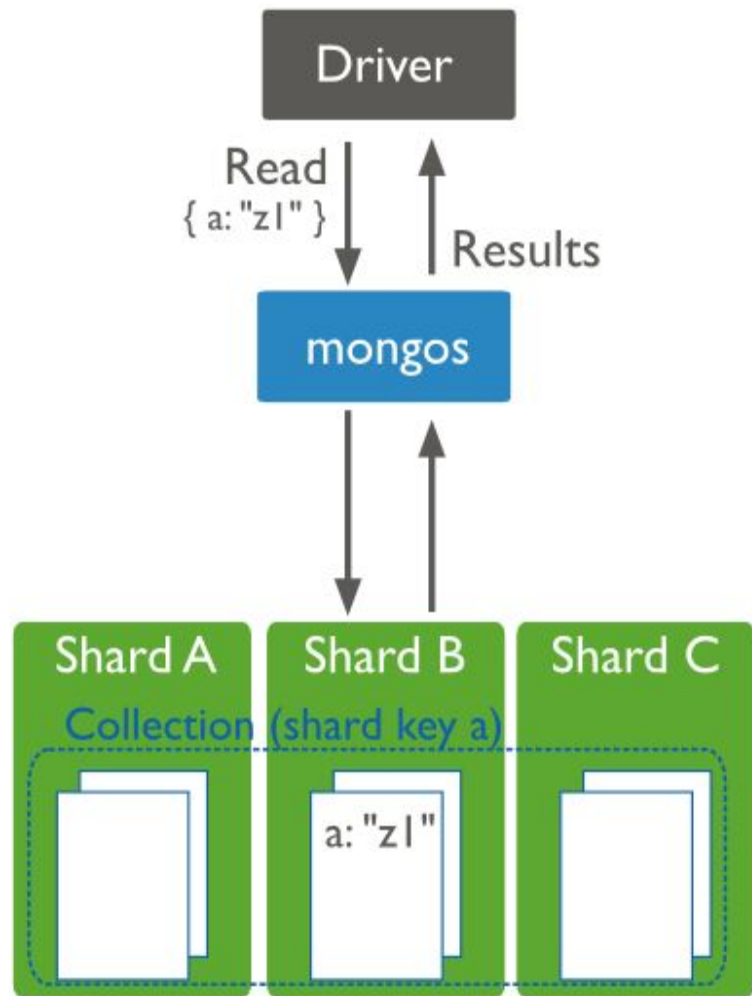 Driver
Read
{ a: "z1" }
Results
mongos
Shard A
Shard B
Shard C
Collection (shard key a)
a: "z1"